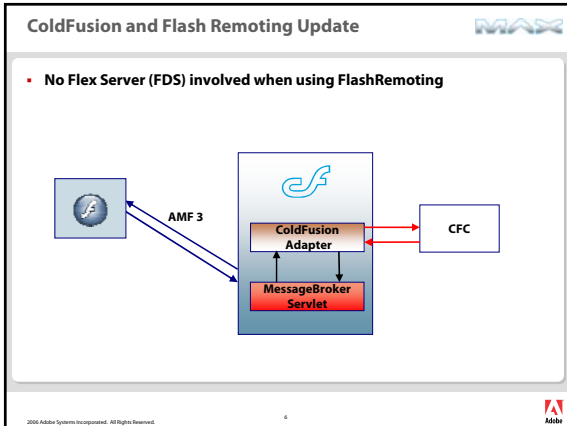 ColdFusion and Flash Remoting Update
MAX
▪ No Flex Server (FDS) involved when using FlashRemoting
cf
AMF 3
ColdFusion
Adapter
CFC
MessageBroker
Servlet
2006 Adobe Systems Incorporated. All Rights Reserved.
6
Adobe